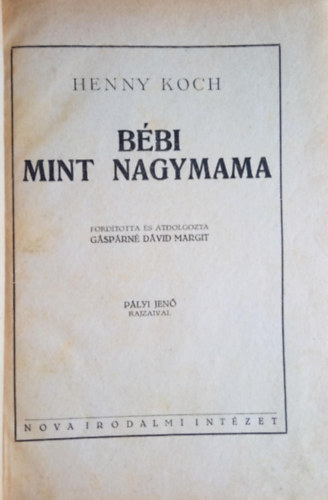 HENNY KOCH
BÉBI
MINT NAGYMAMA
FORDÍTOTTA ÉS ÁTDOLGOZTA
GÁSPÁRNÉ DÁVID MARGIT
PÁLYI JENŐ
RAJZAIVAL
NOVA IRODALMI INTÉZET